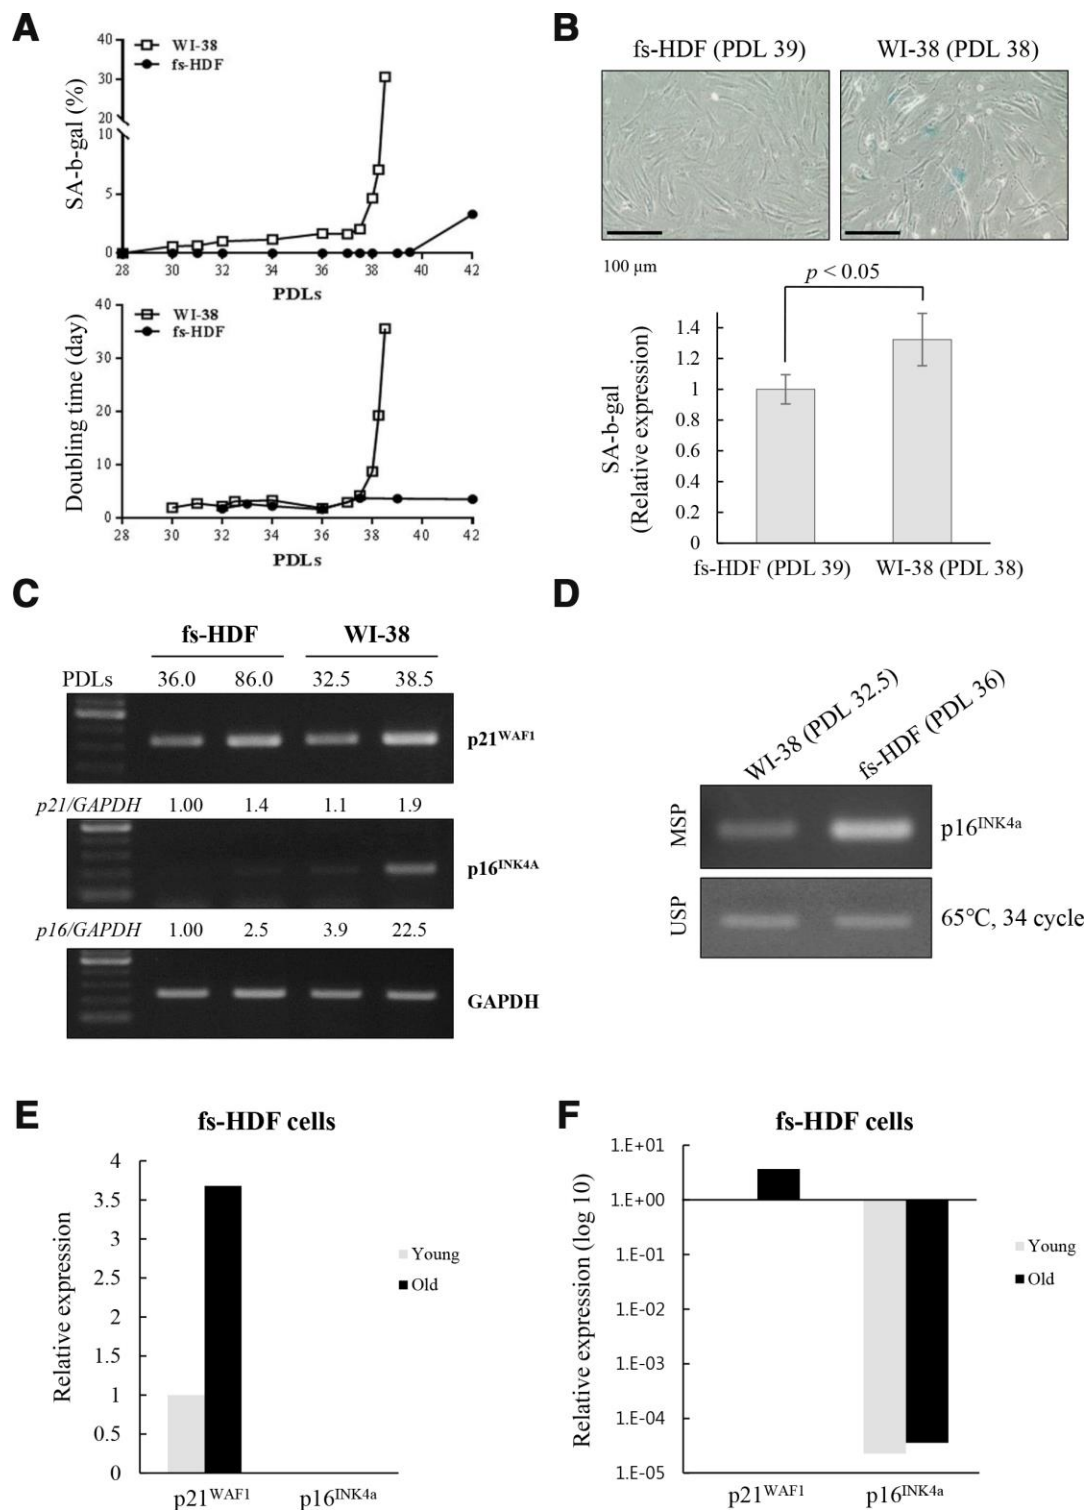 A
WI-38
fs-HDF
SA-b-gal (%)
40
30
20
10
5
0
28 30 32 34 36 38 40 42
PDLs
WI-38
fs-HDF
Doubling time (day)
40
30
20
10
0
28 30 32 34 36 38 40 42
PDLs
B
fs-HDF (PDL 39) WI-38 (PDL 38)
100 μm
p < 0.05
SA-b-gal
(Relative expression)
1.4
1.2
1
0.8
0.6
0.4
0.2
0
fs-HDF (PDL 39) WI-38 (PDL 38)
C
fs-HDF WI-38
PDLs 36.0 86.0 32.5 38.5
p21WAF1
p21/GAPDH 1.00 1.4 1.1 1.9
p16INK4A
p16/GAPDH 1.00 2.5 3.9 22.5
GAPDH
D
WI-38 (PDL 32.5)
fs-HDF (PDL 36)
MSP
p16INK4a
USP
65℃, 34 cycle
E
fs-HDF cells
Relative expression
4
3.5
3
2.5
2
1.5
1
0.5
0
p21WAF1 p16INK4a
Young
Old
F
fs-HDF cells
Relative expression (log 10)
1.E+01
1.E+00
1.E-01
1.E-02
1.E-03
1.E-04
1.E-05
p21WAF1 p16INK4a
Young
Old